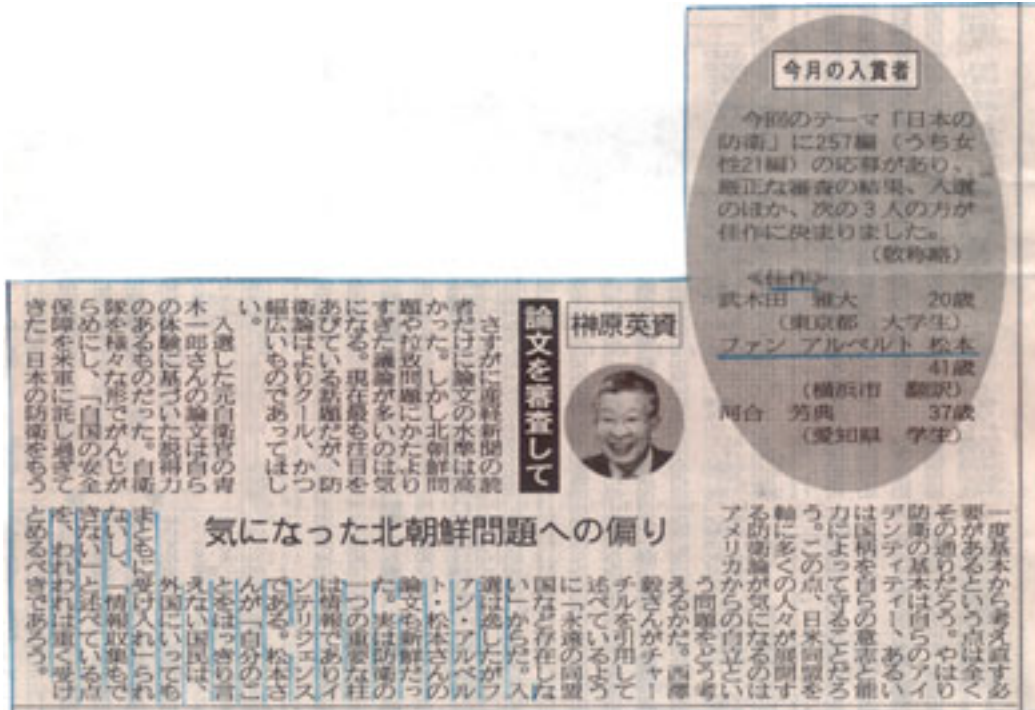 今月の入賞者
今回のテーマ「日本の
防衛」に257編（うち女
性21編）の応募があり、
厳正な審査の結果、入選
のほか、次の3人の方が
佳作に決まりました。
（敬称略）
＜佳作＞
武木田 雅大 20歳
（東京都 大学生）
ファン アルベルト 松本
41歳
（横浜市 翻訳）
河合 芳典 37歳
（愛知県 学生）
榊原英資
論文を審査して
気になった北朝鮮問題への偏り
さすがに産経新聞の読
者だけに論文の水準は高
かった。しかし北朝鮮問
題や拉致問題にかたより
すぎた議論が多いのは気
になる。現在最も注目を
あびている話題だが、防
衛論はよりクール、かつ
幅広いものであってほし
い。
入選した元自衛官の青
木一郎さんの論文は自ら
の体験に基づいた説得力
のあるものだった。自衛
隊を様々な形でがんじが
らめにし、「自国の安全
保障を米軍に託し過ぎて
きた」日本の防衛をもう
一度基本から考え直す必
要があるという点は全く
その通りだろう。やはり
防衛の基本は自らのアイ
デンティティー、あるい
は国柄を自らの意志と能
力によって守ることだろ
う。この点、日米同盟を
軸に多くの人々が展開す
る防衛論が気になるのは
アメリカからの自立とい
う問題をどう考
えるかだ。西澤
毅さんがチャー
チルを引用して
述べているよう
に「永遠の同盟
国など存在しな
い」からだ。入
選は逸したがフ
ァン・アルベル
ト・松本さんの
論文も新鮮だっ
た。実は防衛の
一つの重要な柱
は情報でありイ
ンテリジェンス
である。松本さ
んが「自分のこ
とをはっきり言
えない国民は、
外国にいっても
まともに受け入れられ
ないし、「情報収集もで
きない」と述べている点
を、われわれは重く受け
とめるべきであろう。